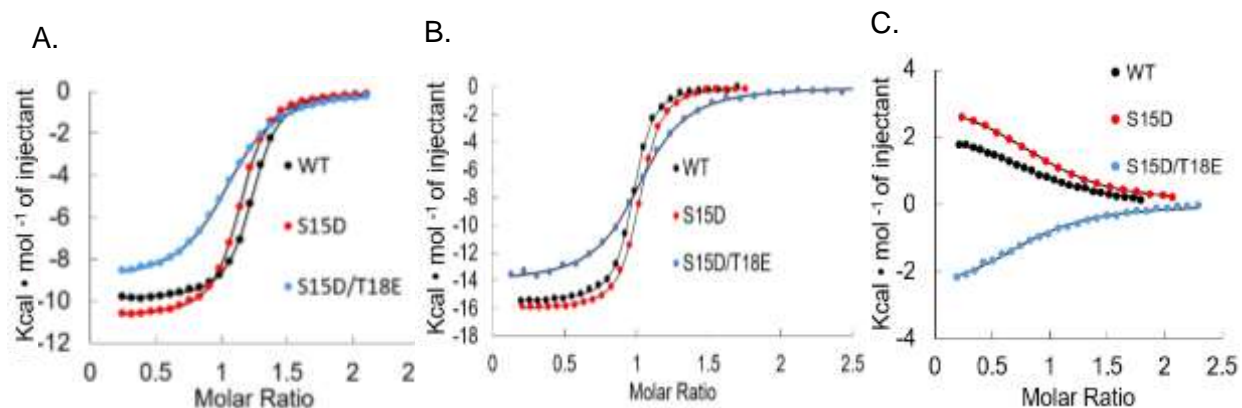 A.
B.
C.
Kcal • mol ⁻¹ of injectant
0
-2
-4
-6
-8
-10
-12
WT
S15D
S15D/T18E
0 0.5 1 1.5 2 2
Molar Ratio
Kcal • mol ⁻¹ of injectant
0
-2
-4
-6
-8
-10
-12
-14
-16
-18
WT
S15D
S15D/T18E
0 0.5 1 1.5 2 2.5
Molar Ratio
Kcal • mol ⁻¹ of injectant
4
2
0
-2
-4
WT
S15D
S15D/T18E
0 0.5 1 1.5 2 2.5
Molar Ratio